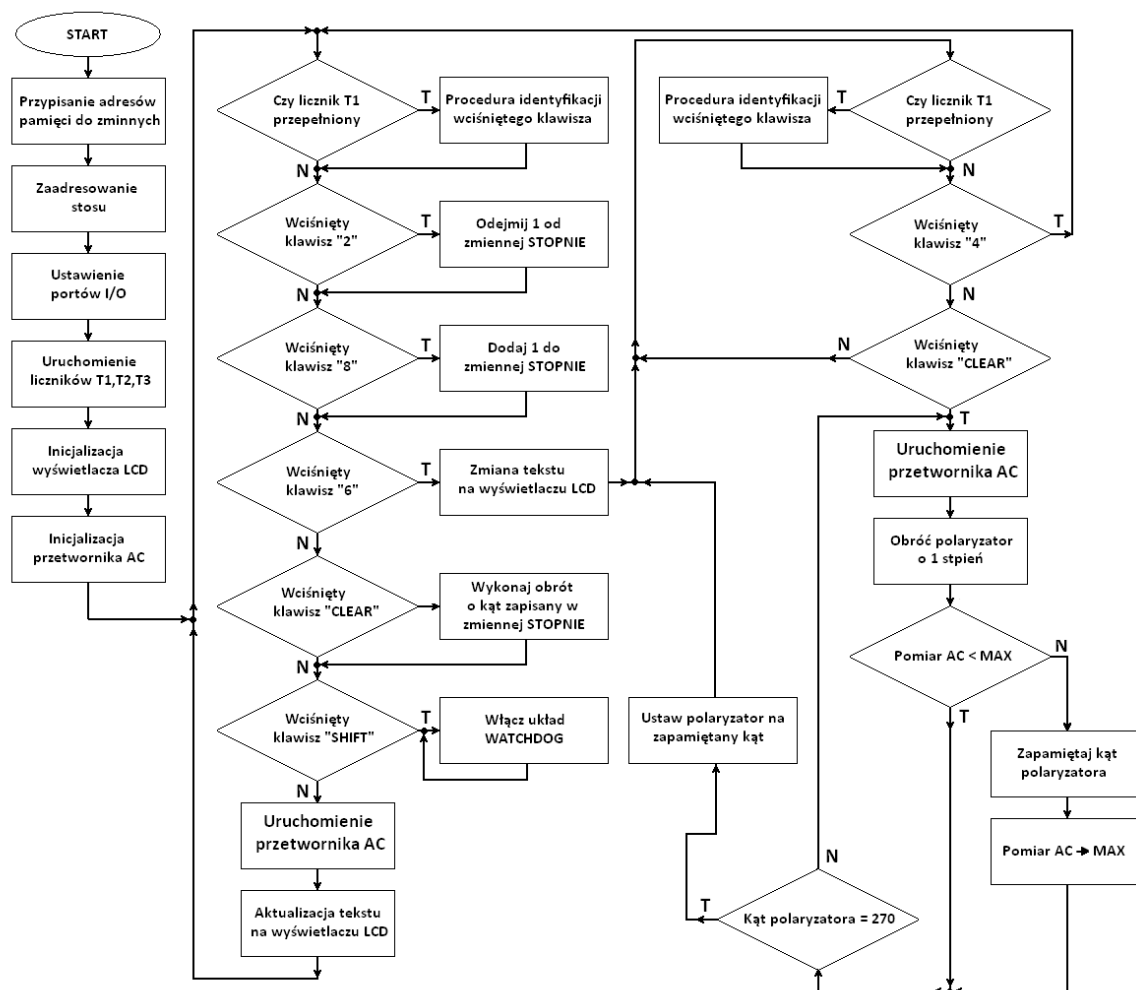 START
Przypisanie adresów
pamięci do zminnych
Zaadresowanie
stosu
Ustawienie
portów I/O
Uruchomienie
liczników T1,T2,T3
Inicjalizacja
wyświetlacza LCD
Inicjalizacja
przetwornika AC
Czy licznik T1
przepełniony
T
Procedura identyfikacji
wciśniętego klawisza
N
Wciśnięty
klawisz "2"
T
Odejmij 1 od
zmiennej STOPNIE
N
Wciśnięty
klawisz "8"
T
Dodaj 1 do
zmiennej STOPNIE
N
Wciśnięty
klawisz "6"
T
Zmiana tekstu
na wyświetlaczu LCD
N
Wciśnięty
klawisz "CLEAR"
Wykonaj obrót
o kąt zapisany w
zmiennej STOPNIE
N
Wciśnięty
klawisz "SHIFT"
T
Włącz układ
WATCHDOG
N
Uruchomienie
przetwornika AC
Aktualizacja tekstu
na wyświetlaczu LCD
Procedura identyfikacji
wciśniętego klawisza
T
Czy licznik T1
przepełniony
N
Wciśnięty
klawisz "4"
T
N
Wciśnięty
klawisz "CLEAR"
N
T
Uruchomienie
przetwornika AC
Obróć polaryzator
o 1 stpień
Pomiar AC < MAX
N
T
Zapamiętaj kąt
polaryzatora
Pomiar AC → MAX
Kąt polaryzatora = 270
N
T
Ustaw polaryzator na
zapamiętany kąt